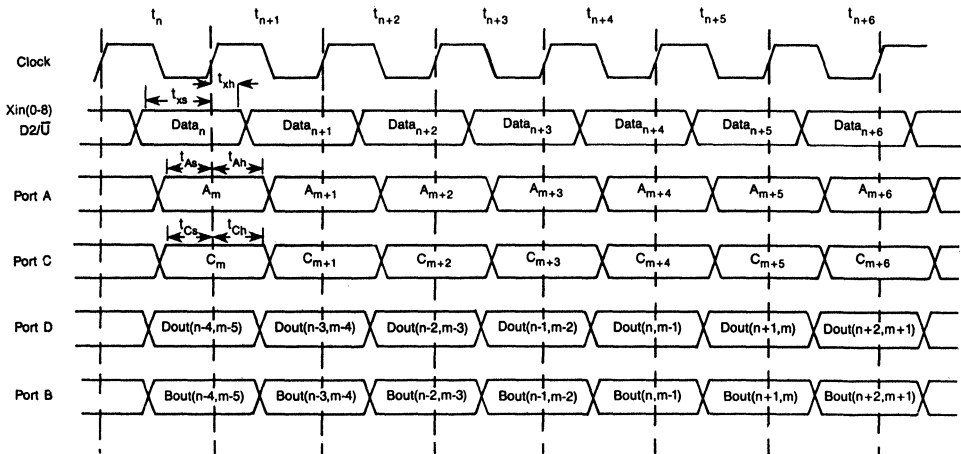 tn tn+1 tn+2 tn+3 tn+4 tn+5 tn+6
Clock
txs txh
Xin(0-8)
D2/U̅
Datan Datan+1 Datan+2 Datan+3 Datan+4 Datan+5 Datan+6
tAs tAh
Port A Am Am+1 Am+2 Am+3 Am+4 Am+5 Am+6
tCs tCh
Port C Cm Cm+1 Cm+2 Cm+3 Cm+4 Cm+5 Cm+6
Port D Dout(n-4,m-5) Dout(n-3,m-4) Dout(n-2,m-3) Dout(n-1,m-2) Dout(n,m-1) Dout(n+1,m) Dout(n+2,m+1)
Port B Bout(n-4,m-5) Bout(n-3,m-4) Bout(n-2,m-3) Bout(n-1,m-2) Bout(n,m-1) Bout(n+1,m) Bout(n+2,m+1)